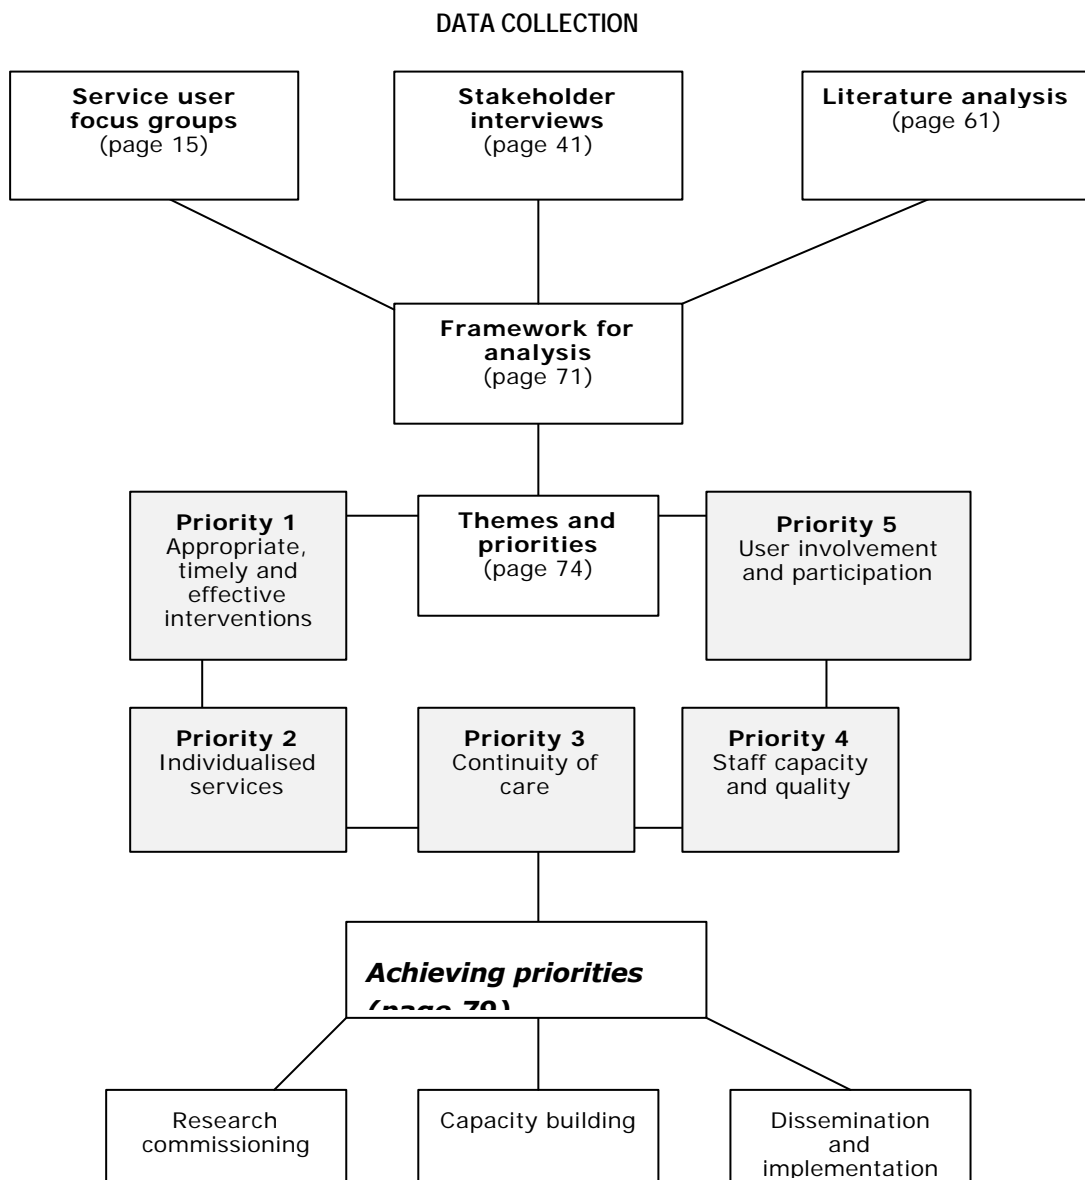 DATA COLLECTION
Service user
focus groups
(page 15)
Stakeholder
interviews
(page 41)
Literature analysis
(page 61)
Framework for
analysis
(page 71)
Priority 1
Appropriate,
timely and
effective
interventions
Themes and
priorities
(page 74)
Priority 5
User involvement
and participation
Priority 2
Individualised
services
Priority 3
Continuity of
care
Priority 4
Staff capacity
and quality
Achieving priorities
(page 79)
Research
commissioning
Capacity building
Dissemination
and
implementation